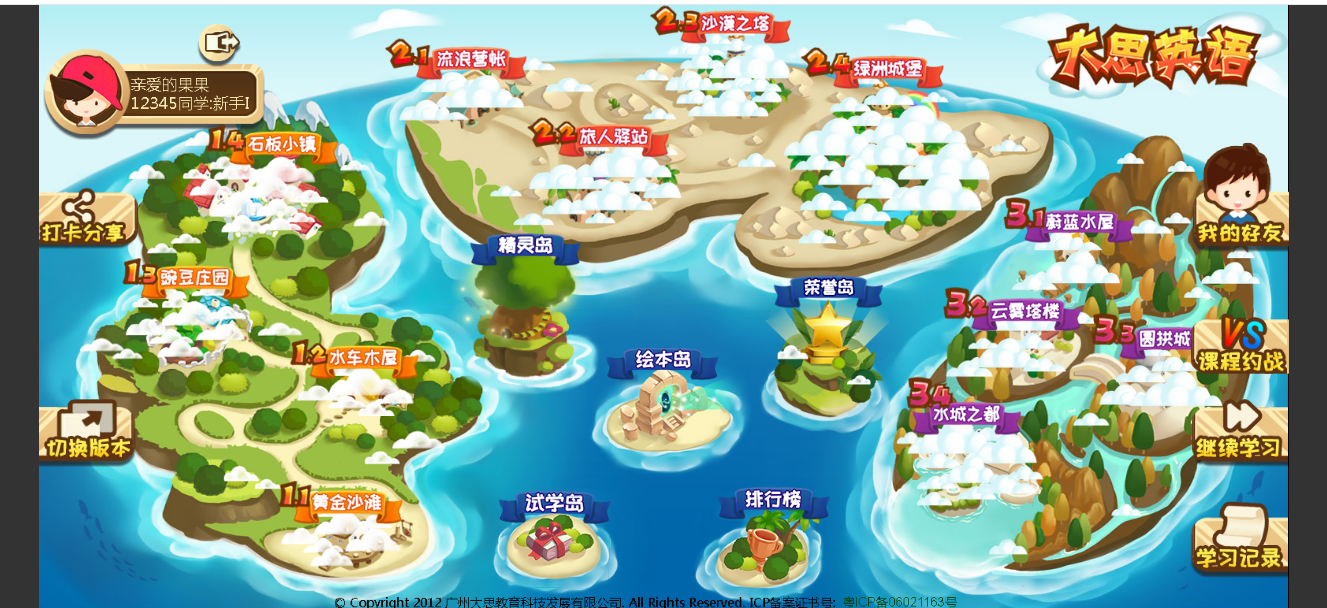 2.3 沙漠之塔
大思英语
2.1 流浪营帐
2.4 绿洲城堡
亲爱的果果
12345同学:新手I
2.2 旅人驿站
1.4 石板小镇
打卡分享
3.1 蔚蓝水屋
我的好友
精灵岛
1.3 豌豆庄园
荣誉岛
3.2 云雾塔楼
3.3 圆拱城
VS
课程约战
1.2 水车木屋
绘本岛
3.4 水城之都
切换版本
继续学习
1.1 黄金沙滩
试学岛
排行榜
学习记录
© Copyright 2012 广州大思教育科技发展有限公司. All Rights Reserved. ICP备案证书号: 粤ICP备06021163号